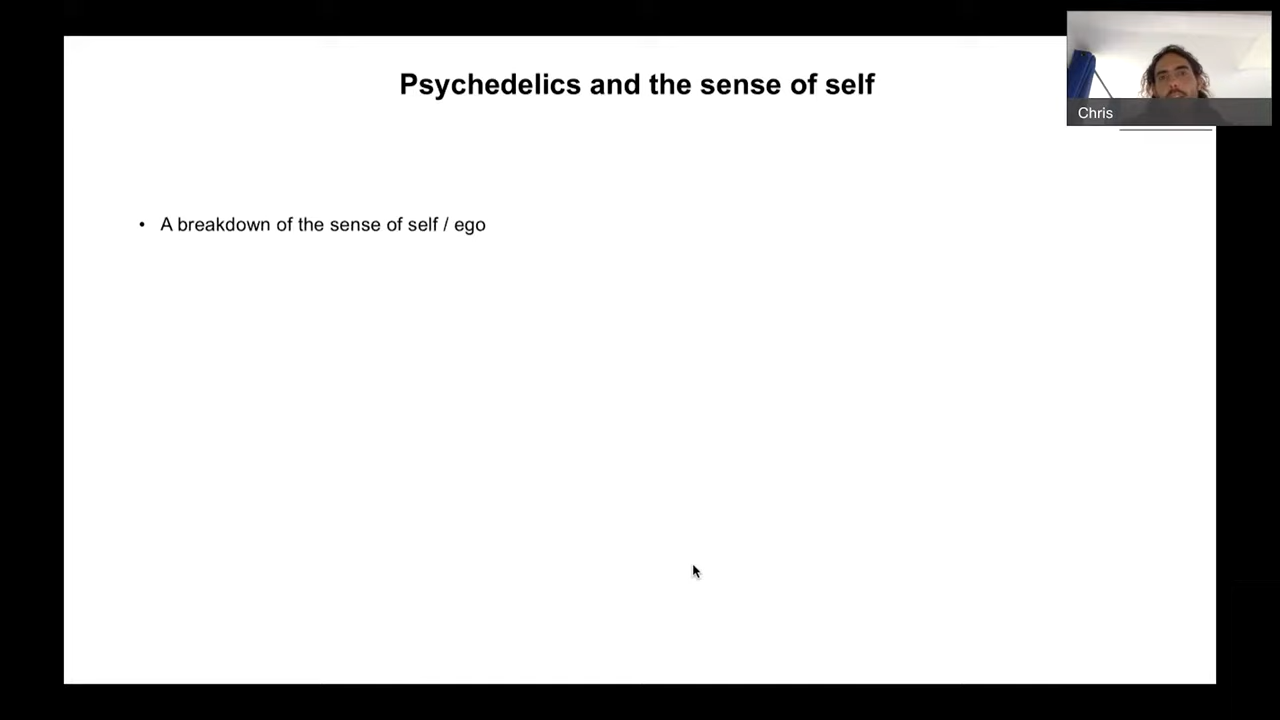 Psychedelics and the sense of self
Chris
• A breakdown of the sense of self / ego